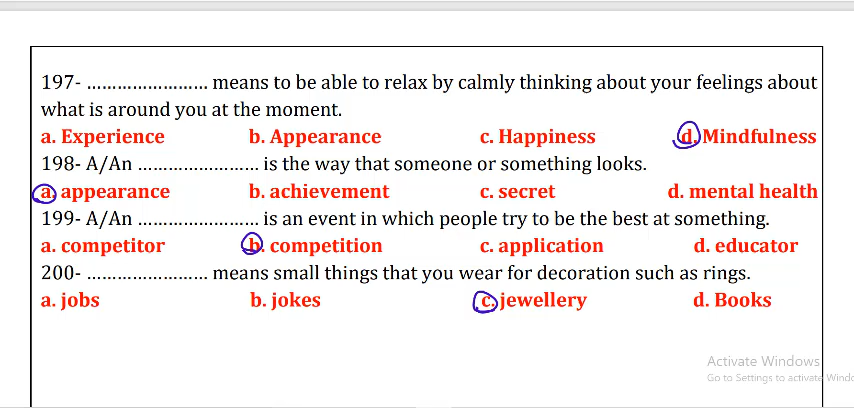 197- ........................ means to be able to relax by calmly thinking about your feelings about
what is around you at the moment.
a. Experience b. Appearance c. Happiness d. Mindfulness
198- A/An ........................ is the way that someone or something looks.
a. appearance b. achievement c. secret d. mental health
199- A/An ........................ is an event in which people try to be the best at something.
a. competitor b. competition c. application d. educator
200- ........................ means small things that you wear for decoration such as rings.
a. jobs b. jokes c. jewellery d. Books
Activate Windows
Go to Settings to activate Windo